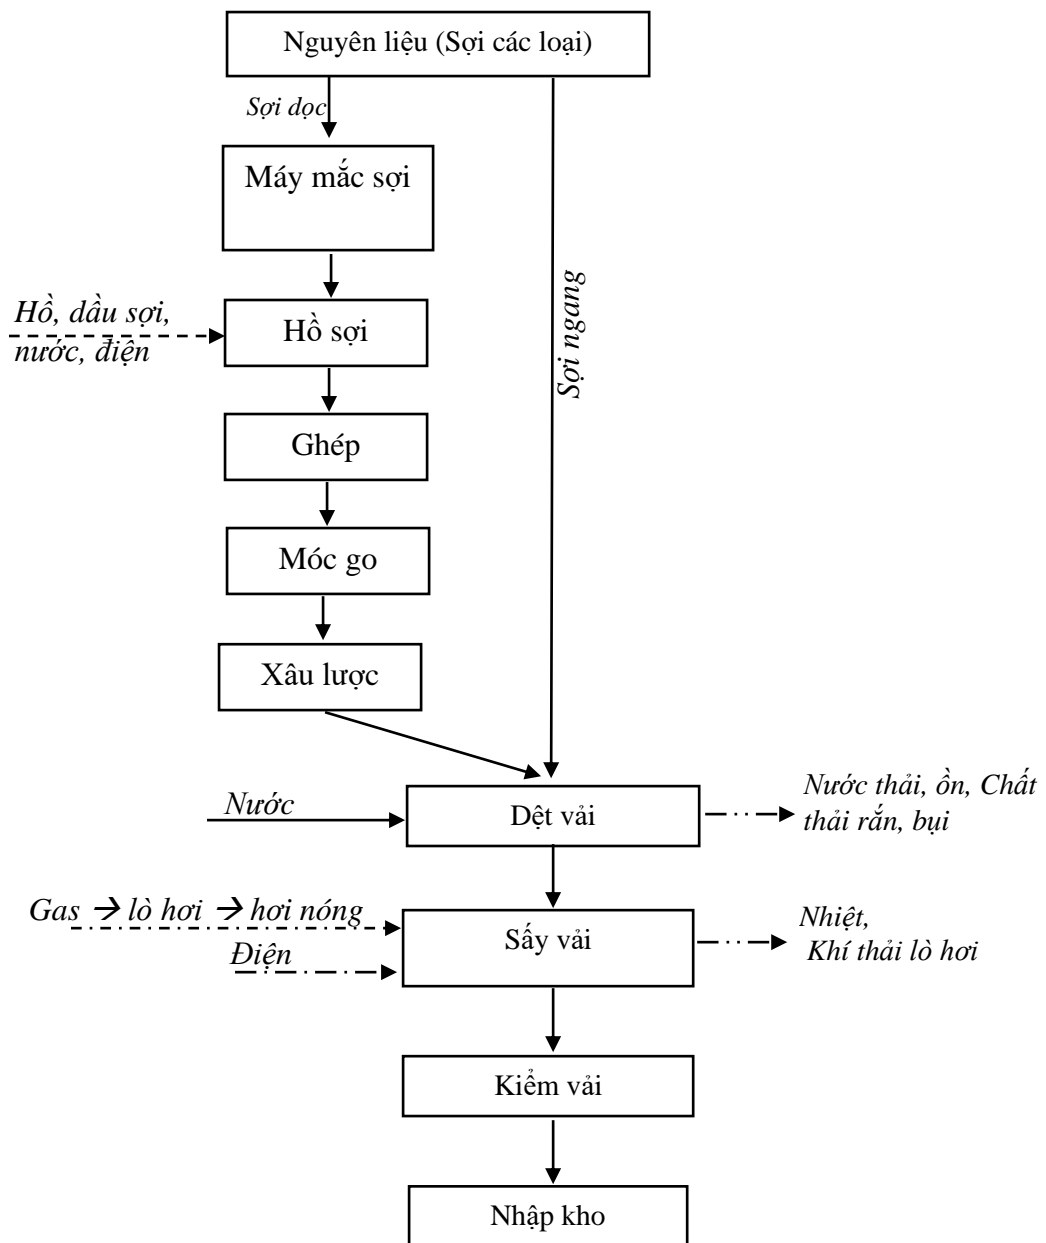 Nguyên liệu (Sợi các loại)
Sợi dọc
Máy mắc sợi
Sợi ngang
Hồ, dầu sợi,
nước, điện
Hồ sợi
Ghép
Móc go
Xâu lược
Nước
Dệt vải
Nước thải, ồn, Chất
thải rắn, bụi
Gas → lò hơi → hơi nóng
Điện
Sấy vải
Nhiệt,
Khí thải lò hơi
Kiểm vải
Nhập kho